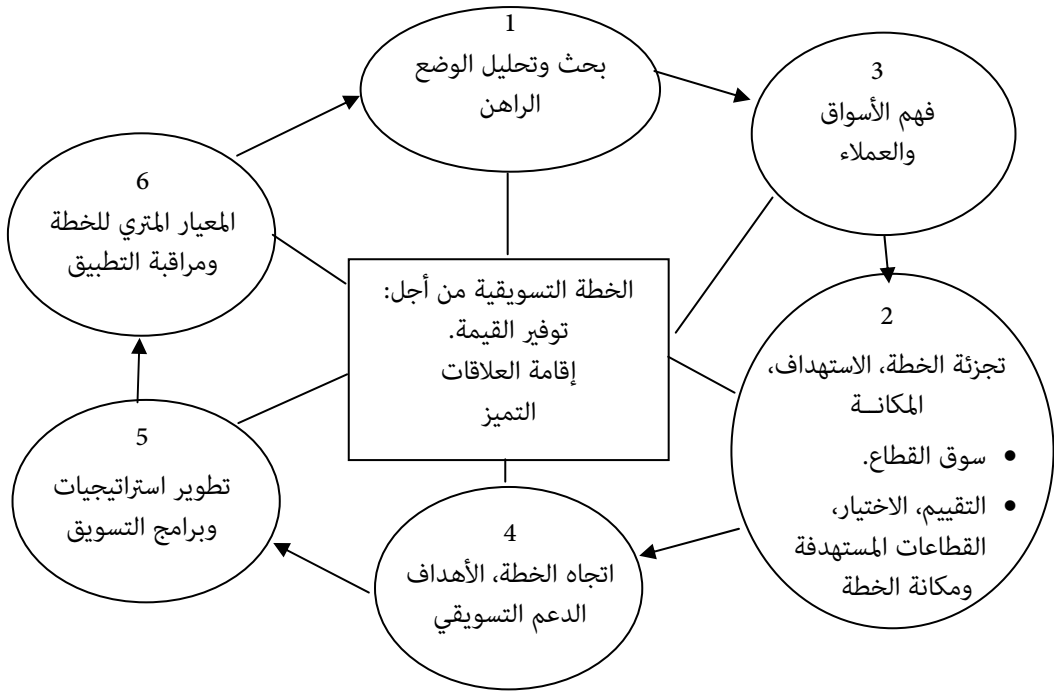 1
بحث وتحليل الوضع
الراهن
3
فهم الأسواق
والعملاء
2
تجزئة الخطة، الاستهداف،
المكانــة
• سوق القطاع.
• التقييم، الاختيار،
القطاعات المستهدفة
ومكانة الخطة
4
اتجاه الخطة، الأهداف
الدعم التسويقي
5
تطوير استراتيجيات
وبرامج التسويق
6
المعيار المتري للخطة
ومراقبة التطبيق
الخطة التسويقية من أجل:
توفير القيمة.
إقامة العلاقات
التميز